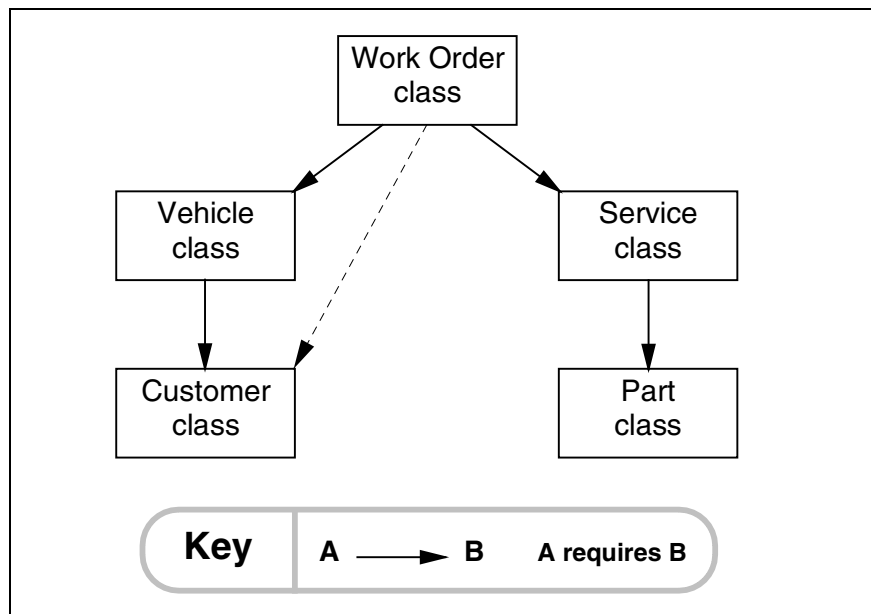 Work Order
class
Vehicle
class
Service
class
Customer
class
Part
class
Key
A
B
A requires B